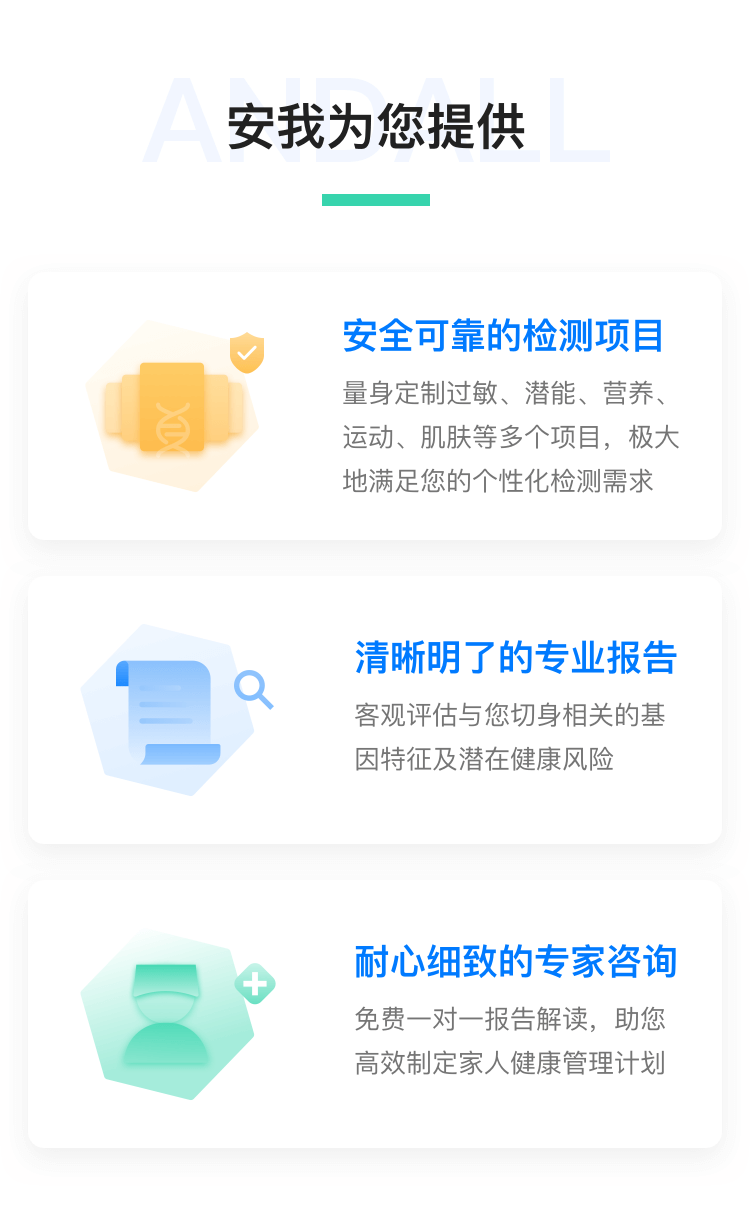 ANDALL
安我为您提供
安全可靠的检测项目
量身定制过敏、潜能、营养、
运动、肌肤等多个项目，极大
地满足您的个性化检测需求
清晰明了的专业报告
客观评估与您切身相关的基
因特征及潜在健康风险
耐心细致的专家咨询
免费一对一报告解读，助您
高效制定家人健康管理计划